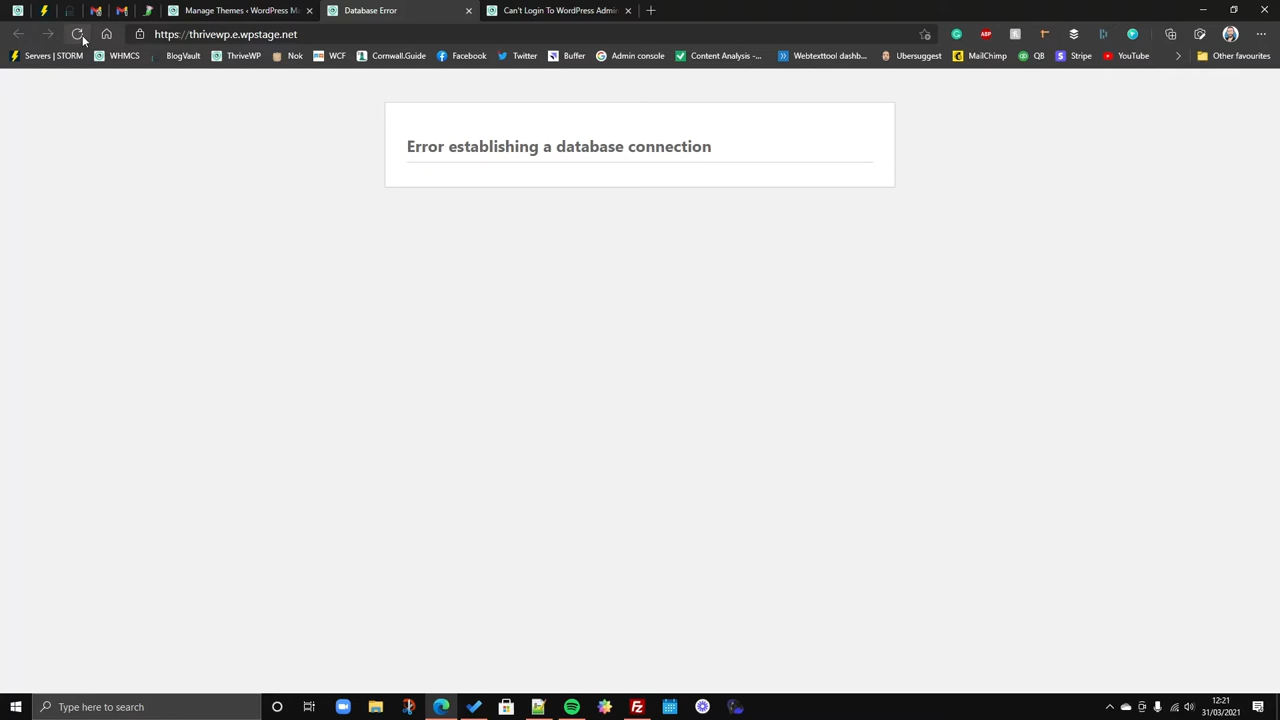 Manage Themes ‹ WordPress M
Database Error
Can't Login To WordPress Admin
https://thrivewp.e.wpstage.net
ABP
Servers | STORM
WHMCS
BlogVault
ThriveWP
Nok
WCF
Cornwall.Guide
Facebook
Twitter
Buffer
Admin console
Content Analysis –...
Webtexttool dashb...
Ubersuggest
MailChimp
QB
Stripe
YouTube
Other favourites
Error establishing a database connection
Type here to search
12:21
31/03/2021